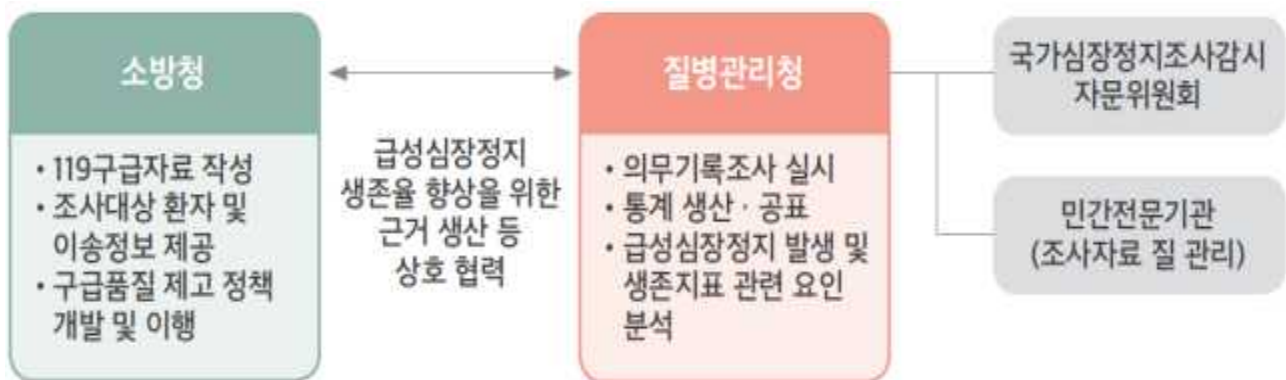 소방청
• 119구급자료 작성
• 조사대상 환자 및
이송정보 제공
• 구급품질 제고 정책
개발 및 이행
급성심장정지
생존율 향상을 위한
근거 생산 등
상호 협력
질병관리청
• 의무기록조사 실시
• 통계 생산 · 공표
• 급성심장정지 발생 및
생존지표 관련 요인
분석
국가심장정지조사감시
자문위원회
민간전문기관
(조사자료 질 관리)